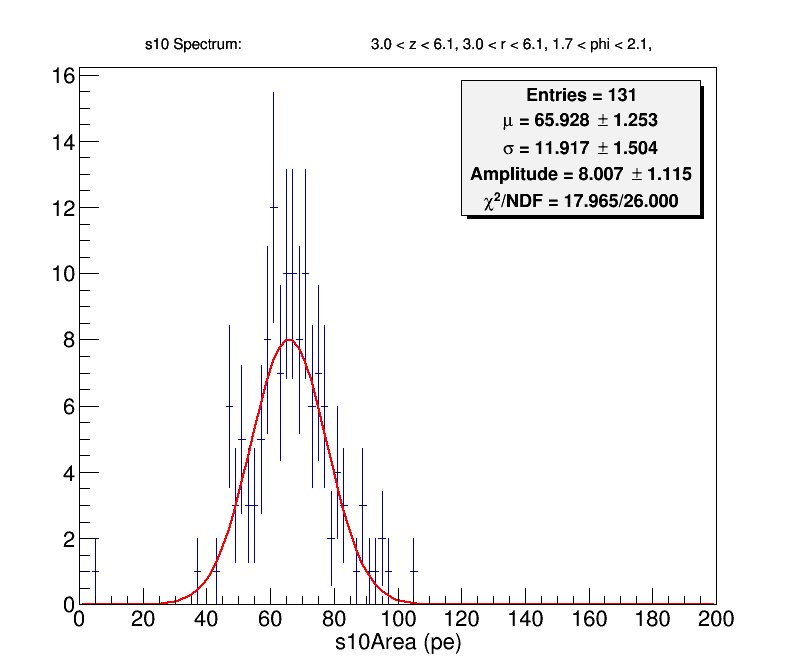 s10 Spectrum: 3.0 < z < 6.1, 3.0 < r < 6.1, 1.7 < phi < 2.1,
Entries = 131
μ = 65.928 ± 1.253
σ = 11.917 ± 1.504
Amplitude = 8.007 ± 1.115
χ²/NDF = 17.965/26.000
16
14
12
10
8
6
4
2
0
0 20 40 60 80 100 120 140 160 180 200
s10Area (pe)